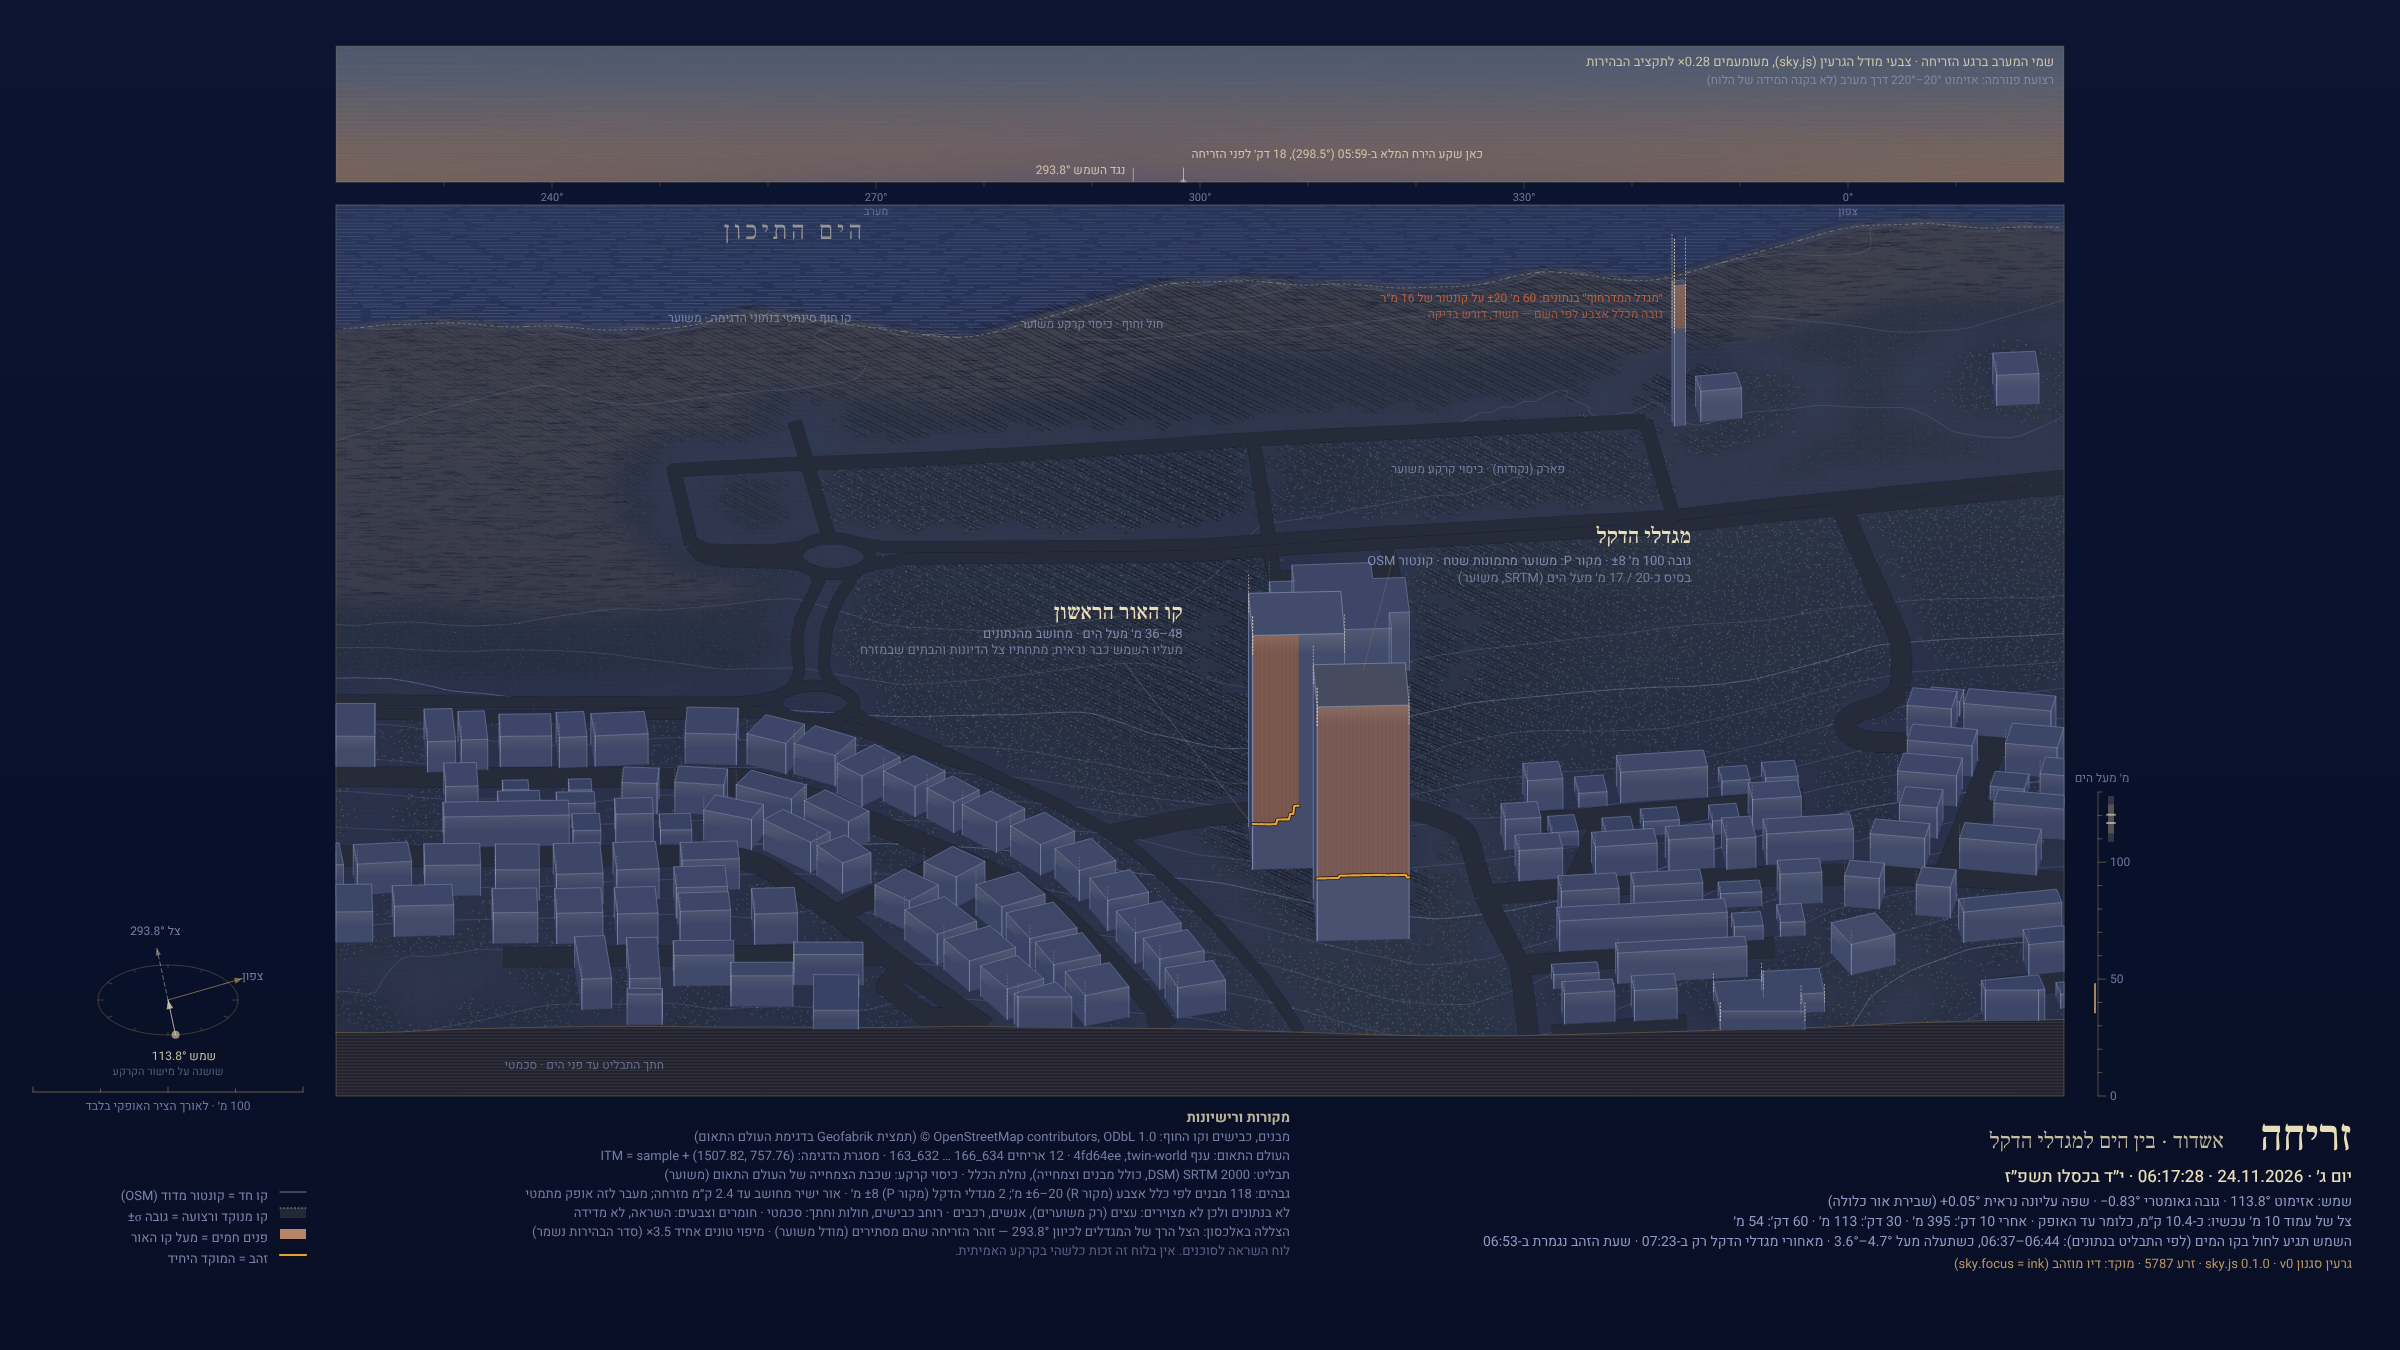 שמי המערב ברגע הזריחה · צבעי מודל הגרעין (sky.js), מעומעמים ×0.28 לתקציב הבהירות
רצועת פנורמה: אזימוט 220°–20° דרך מערב (לא בקנה המידה של הלוח)
כאן שקע הירח המלא ב-05:59 (298.5°), 18 דק׳ לפני הזריחה
נגד השמש 293.8°
240°
270°
300°
330°
0°
מערב
צפון
הים התיכון
קו חוף סינתטי בנתוני הדגימה · משוער
חול וחוף · כיסוי קרקע משוער
"מגדל המדרחוף" בנתונים: 60 מ׳ ±20 על קונטור של 16 מ"ר
גובה מכלל אצבע לפי השם — חשוד, דורש בדיקה
פארק (נקודות) · כיסוי קרקע משוער
מגדלי הדקל
גובה 100 מ׳ ±8 · מקור P: משוער מתמונות שטח · קונטור OSM
בסיס כ-20 / 17 מ׳ מעל הים (SRTM, משוער)
קו האור הראשון
36–48 מ׳ מעל הים · מחושב מהנתונים
מעליו השמש כבר נראית; מתחתיו צל הדיונות והבתים שבמזרח
מ׳ מעל הים
100
50
0
צל 293.8°
צפון
שמש 113.8°
שושנה על מישור הקרקע
100 מ׳ · לאורך הציר האופקי בלבד
חתך התבליט עד פני הים · סכמטי
זריחה
אשדוד · בין הים למגדלי הדקל
יום ג׳ · 24.11.2026 · 06:17:28 · י״ד בכסלו תשפ״ז
שמש: אזימוט 113.8° · גובה גאומטרי −0.83° · שפה עליונה נראית +0.05° (שבירת אור כלולה)
צל של עמוד 10 מ׳ עכשיו: כ-10.4 ק״מ, כלומר עד האופק · אחרי 10 דק׳: 395 מ׳ · 30 דק׳: 113 מ׳ · 60 דק׳: 54 מ׳
השמש תגיע לחול בקו המים (לפי התבליט בנתונים): 06:37–06:44, כשתעלה מעל 3.6°–4.7° · מאחורי מגדלי הדקל רק ב-07:23 · שעת הזהב נגמרת ב-06:53
גרעין סגנון v0 · sky.js 0.1.0 · זרע 5787 · מוקד: דיו מוזהב (sky.focus = ink)
מקורות ורישיונות
מבנים, כבישים וקו החוף: © OpenStreetMap contributors, ODbL 1.0 (תמצית Geofabrik בדגימת העולם התאום)
העולם התאום: ענף twin-world, 4fd64ee · 12 אריחים 166_634 … 163_632 · מסגרת הדגימה: ITM = sample + (1507.82, 757.76)
תבליט: SRTM 2000 (DSM, כולל מבנים וצמחייה), נחלת הכלל · כיסוי קרקע: שכבת הצמחייה של העולם התאום (משוער)
גבהים: 118 מבנים לפי כלל אצבע (מקור R) ±6–20 מ׳; 2 מגדלי הדקל (מקור P) ±8 מ׳ · אור ישיר מחושב עד 2.4 ק״מ מזרחה; מעבר לזה אופק מתמטי
לא בנתונים ולכן לא מצוירים: עצים (רק משוערים), אנשים, רכבים · רוחב כבישים, חולות וחתך: סכמטי · חומרים וצבעים: השראה, לא מדידה
הצללה באלכסון: הצל הרך של המגדלים לכיוון 293.8° — זוהר הזריחה שהם מסתירים (מודל משוער) · מיפוי טונים אחיד ×3.5 (סדר הבהירות נשמר)
לוח השראה לסוכנים. אין בלוח זה זכות כלשהי בקרקע האמיתית.
קו חד = קונטור מדוד (OSM)
קו מנוקד ורצועה = גובה ±σ
פנים חמים = מעל קו האור
זהב = המוקד היחיד